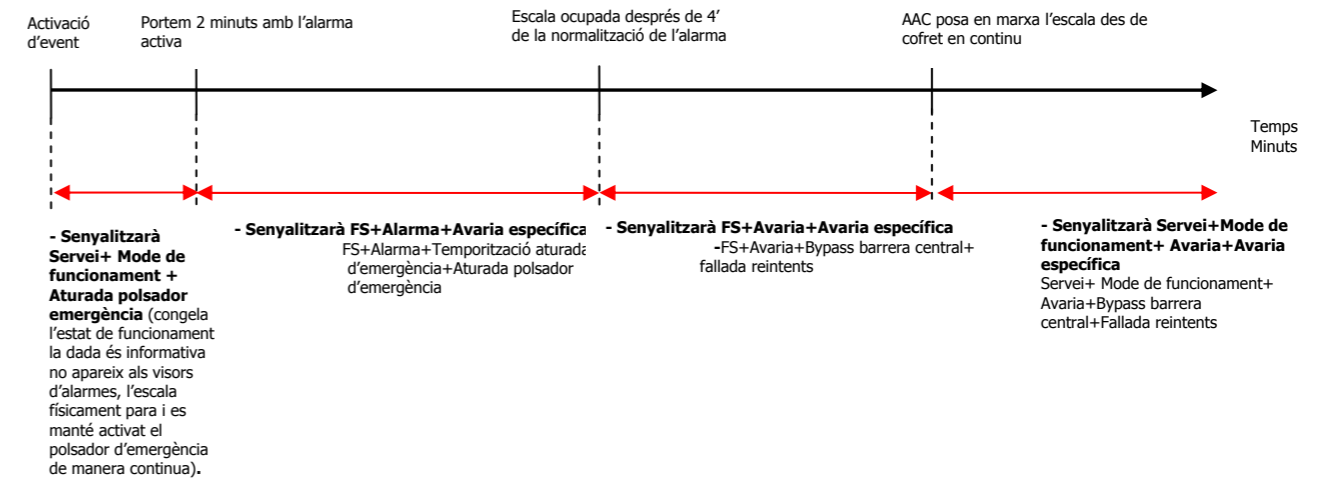 Activació
d'event
Portem 2 minuts amb l'alarma
activa
Escala ocupada després de 4'
de la normalització de l'alarma
AAC posa en marxa l'escala des de
cofret en continu
Temps
Minuts
- Senyalitzarà
Servei+ Mode de
funcionament +
Aturada polsador
emergència (congela
l'estat de funcionament
la dada és informativa
no apareix als visors
d'alarmes, l'escala
físicament para i es
manté activat el
polsador d'emergència
de manera continua).
- Senyalitzarà FS+Alarma+Avaria específica
FS+Alarma+Temporització aturada
d'emergència+Aturada polsador
d'emergència
- Senyalitzarà FS+Avaria+Avaria específica
-FS+Avaria+Bypass barrera central+
fallada reintents
- Senyalitzarà Servei+Mode de
funcionament+ Avaria+Avaria
específica
Servei+ Mode de funcionament+
Avaria+Bypass barrera
central+Fallada reintents